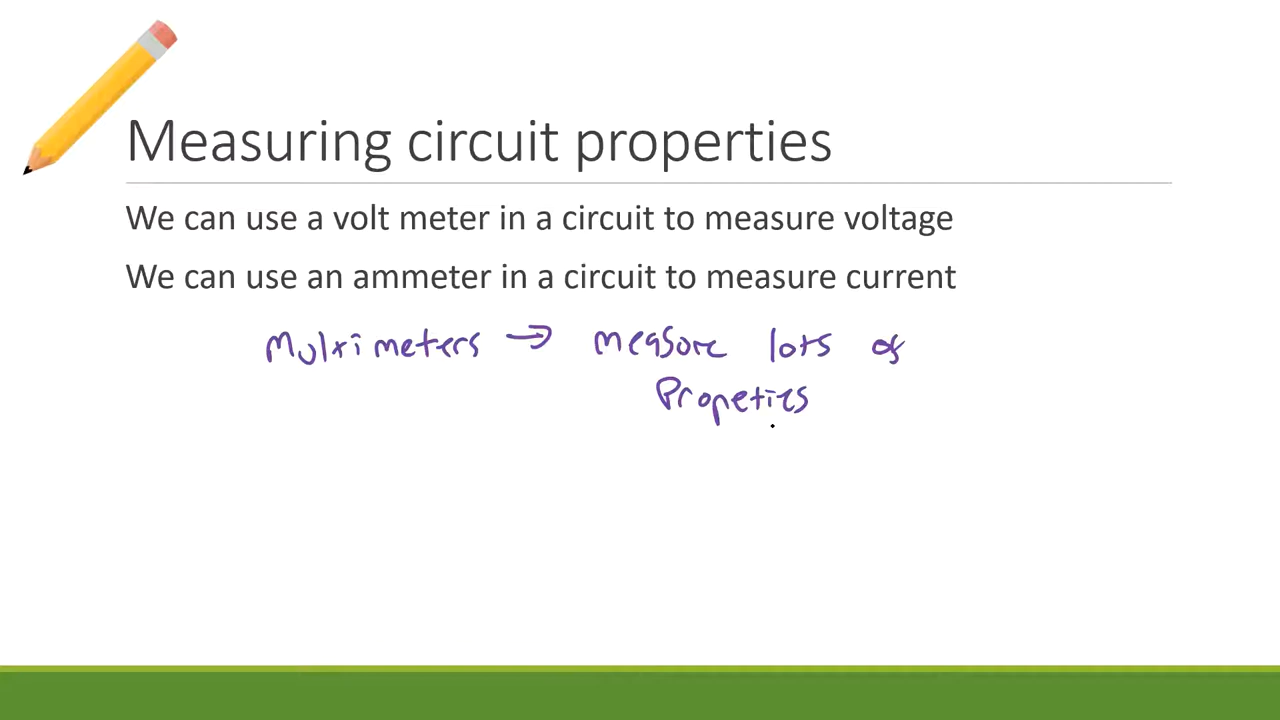 Measuring circuit properties
We can use a volt meter in a circuit to measure voltage
We can use an ammeter in a circuit to measure current
Multimeters → measure lots of
Propeties